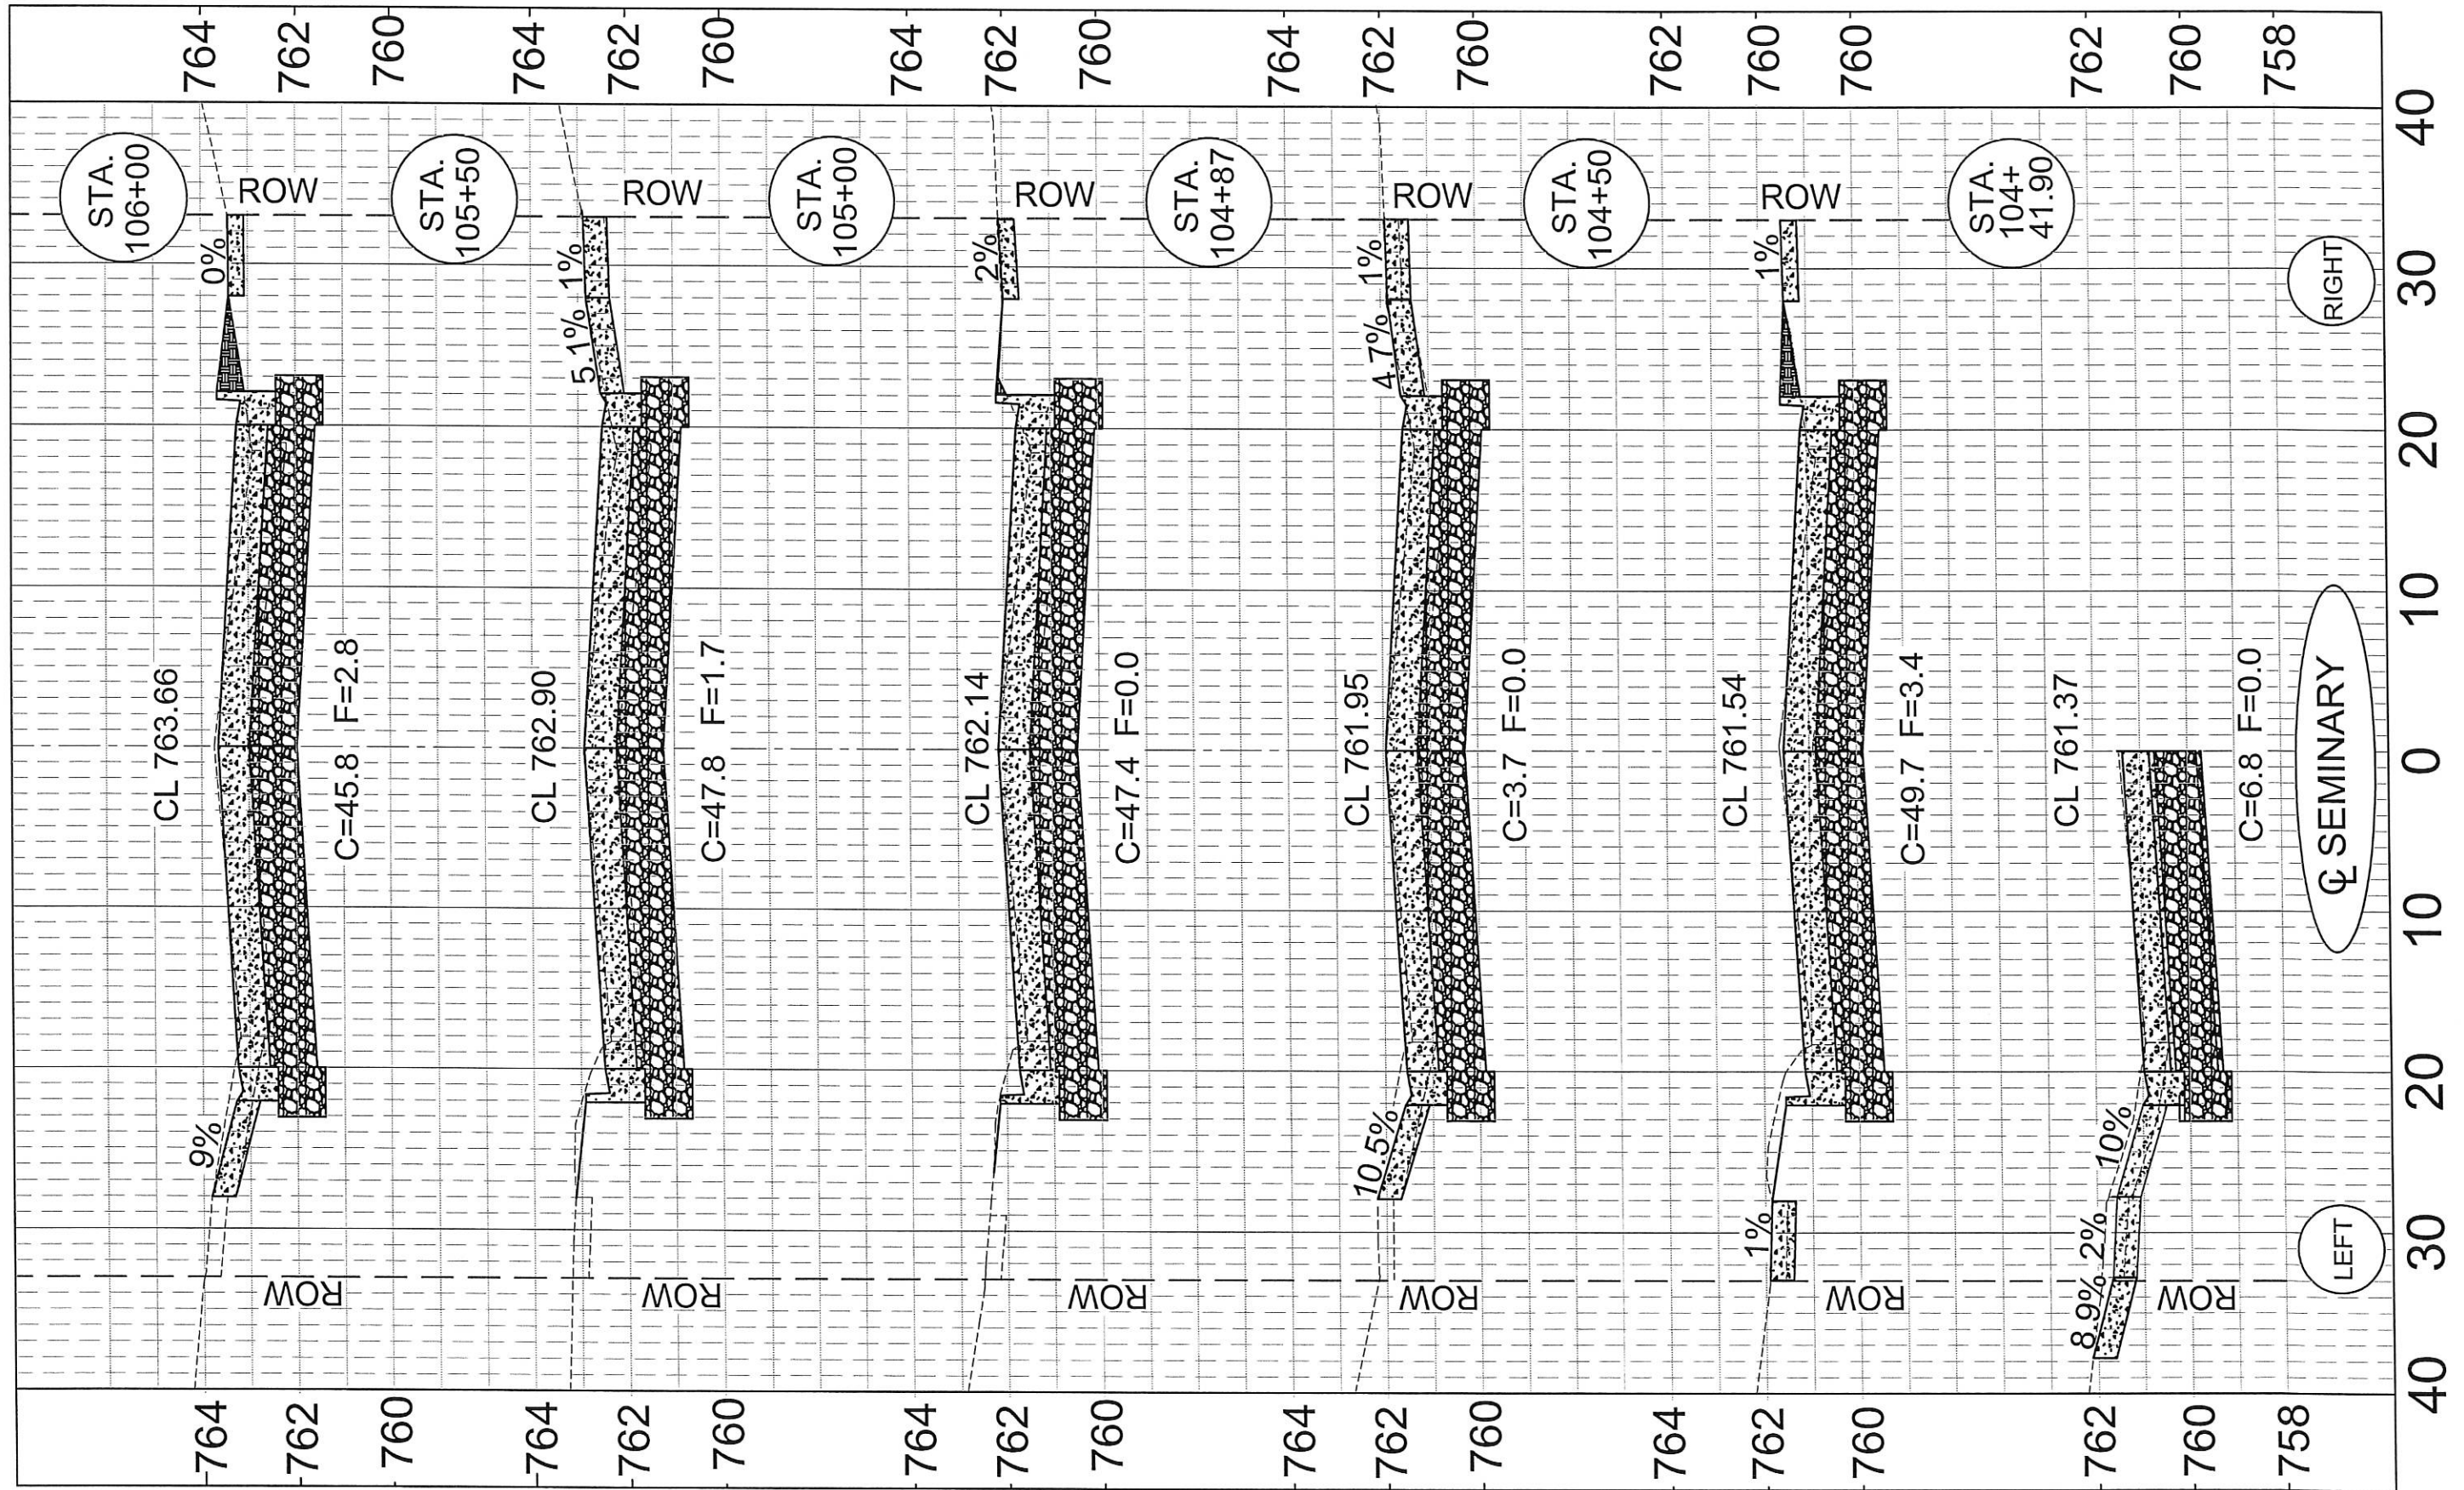 764
762
760
STA.
106+00
ROW
0%
CL 763.66
C=45.8 F=2.8
9%
ROW
764
762
760
764
762
760
STA.
105+50
ROW
1%
5.1%
CL 762.90
C=47.8 F=1.7
ROW
764
762
760
764
762
760
STA.
105+00
ROW
2%
CL 762.14
C=47.4 F=0.0
ROW
764
762
760
764
762
760
STA.
104+87
ROW
1%
4.7%
CL 761.95
C=3.7 F=0.0
10.5%
ROW
764
762
760
762
760
760
STA.
104+50
ROW
1%
CL 761.54
C=49.7 F=3.4
1%
ROW
764
762
760
762
760
758
STA.
104+
41.90
CL 761.37
C=6.8 F=0.0
10%
2%
8.9%
ROW
762
760
758
RIGHT
CL SEMINARY
LEFT
40
30
20
10
0
10
20
30
40